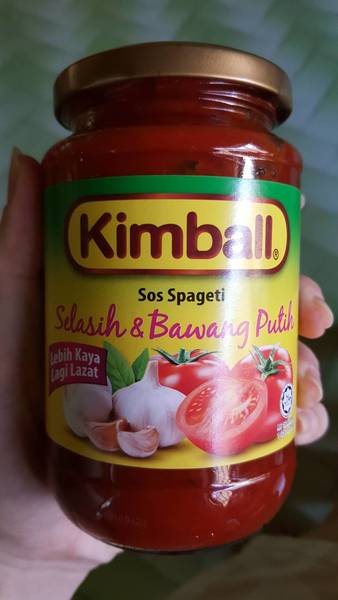 Kimball®
Sos Spageti
Selasih & Bawang Putih
Lebih Kaya
Lagi Lazat